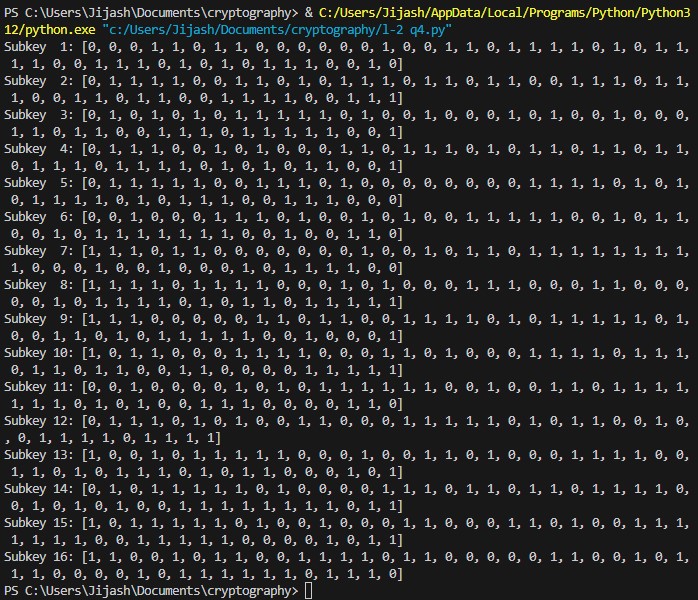 PS C:\Users\Jijash\Documents\cryptography> & C:/Users/Jijash/AppData/Local/Programs/Python/Python3
12/python.exe "c:/Users/Jijash/Documents/cryptography/l-2 q4.py"
Subkey  1: [0, 0, 0, 1, 1, 0, 1, 1, 0, 0, 0, 0, 0, 0, 1, 0, 0, 1, 1, 0, 1, 1, 1, 1, 0, 1, 0, 1, 1,
1, 1, 0, 0, 1, 1, 1, 1, 0, 1, 1, 0, 0, 0, 1, 0, 0, 1, 0]
Subkey  2: [0, 1, 1, 1, 1, 0, 0, 1, 1, 0, 1, 0, 1, 1, 1, 0, 1, 1, 0, 1, 1, 1, 0, 1, 1, 0, 1, 1, 1,
1, 0, 0, 1, 1, 0, 1, 1, 0, 0, 1, 1, 1, 1, 0, 0, 1, 1, 1]
Subkey  3: [0, 1, 0, 1, 0, 1, 0, 1, 1, 1, 1, 1, 0, 1, 0, 0, 1, 0, 0, 0, 1, 0, 1, 0, 0, 1, 0, 0, 0,
1, 1, 0, 1, 1, 0, 0, 1, 1, 1, 0, 1, 1, 1, 1, 0, 0, 1]
Subkey  4: [0, 1, 1, 1, 0, 0, 1, 0, 1, 0, 0, 0, 1, 1, 0, 1, 1, 1, 0, 1, 0, 1, 1, 0, 1, 1, 0, 1, 1,
0, 1, 1, 1, 0, 1, 1, 1, 1, 0, 1, 0, 1, 0, 1, 1, 0, 0, 1]
Subkey  5: [0, 1, 1, 1, 1, 1, 0, 0, 1, 1, 1, 0, 1, 0, 0, 0, 0, 0, 0, 0, 0, 1, 1, 1, 1, 0, 1, 0, 1,
0, 1, 1, 1, 1, 0, 1, 0, 1, 1, 1, 0, 0, 1, 1, 1, 0, 0, 0]
Subkey  6: [0, 0, 1, 0, 0, 0, 1, 1, 1, 0, 1, 0, 0, 1, 0, 1, 0, 0, 1, 1, 1, 1, 1, 0, 0, 1, 0, 1, 1,
0, 0, 1, 0, 1, 1, 1, 1, 1, 1, 1, 0, 0, 1, 0, 1, 1, 0]
Subkey  7: [1, 1, 1, 0, 1, 1, 0, 0, 0, 0, 0, 0, 0, 1, 0, 0, 1, 0, 1, 1, 0, 1, 1, 1, 1, 1, 1, 1, 1,
1, 0, 0, 0, 1, 0, 0, 1, 0, 0, 0, 1, 0, 1, 1, 1, 1, 0, 0]
Subkey  8: [1, 1, 1, 1, 0, 1, 1, 1, 1, 0, 0, 0, 1, 0, 1, 0, 0, 0, 1, 1, 1, 0, 1, 1, 0, 0, 0, 0,
0, 0, 1, 0, 1, 1, 1, 0, 1, 1, 0, 1, 1, 1, 1, 1, 1]
Subkey  9: [1, 1, 1, 0, 0, 0, 0, 0, 1, 1, 0, 1, 1, 0, 0, 1, 1, 1, 1, 0, 1, 0, 1, 1, 1, 1, 0, 1,
0, 0, 1, 1, 0, 1, 0, 1, 1, 1, 1, 1, 0, 0, 1, 0, 0, 0, 1]
Subkey 10: [1, 0, 1, 1, 0, 0, 0, 1, 1, 1, 1, 0, 0, 0, 1, 1, 0, 1, 0, 0, 0, 1, 1, 1, 0, 1, 1, 1,
0, 1, 1, 0, 1, 1, 0, 0, 1, 1, 0, 0, 0, 0, 1, 1, 1, 1, 1]
Subkey 11: [0, 0, 1, 0, 0, 0, 0, 1, 0, 1, 0, 1, 1, 1, 1, 1, 1, 0, 0, 1, 0, 0, 1, 1, 0, 1, 1, 1, 1,
1, 1, 1, 0, 1, 0, 1, 0, 0, 1, 1, 1, 0, 0, 0, 0, 1, 1, 0]
Subkey 12: [0, 1, 1, 1, 0, 1, 0, 1, 0, 0, 1, 1, 0, 0, 0, 1, 1, 1, 1, 1, 0, 1, 0, 1, 1, 0, 0, 1, 0,
, 0, 1, 1, 1, 1, 0, 1, 1, 1, 1]
Subkey 13: [1, 0, 0, 1, 0, 1, 1, 1, 1, 1, 0, 0, 0, 1, 0, 1, 1, 0, 0, 1, 1, 0, 1, 1, 1, 1, 0, 0,
1, 1, 0, 1, 0, 1, 1, 1, 0, 1, 0, 1, 1, 0, 0, 0, 1, 0, 1]
Subkey 14: [0, 1, 0, 1, 1, 1, 1, 1, 0, 1, 0, 0, 0, 0, 1, 1, 1, 0, 1, 1, 0, 1, 1, 0, 1, 1, 1, 0,
0, 1, 0, 1, 0, 1, 1, 1, 1, 1, 1, 1, 1, 1, 0, 1, 1]
Subkey 15: [1, 0, 1, 1, 1, 1, 1, 1, 1, 0, 0, 1, 0, 0, 0, 1, 1, 0, 0, 0, 1, 1, 0, 1, 0, 0, 1, 1, 1,
1, 1, 1, 1, 0, 0, 0, 1, 1, 1, 1, 0, 0, 0, 1, 0, 1, 1]
Subkey 16: [1, 1, 0, 0, 1, 0, 1, 1, 0, 0, 1, 1, 1, 1, 0, 1, 1, 0, 0, 0, 0, 0, 1, 1, 0, 1, 0, 1,
1, 1, 0, 0, 0, 0, 1, 0, 1, 1, 1, 1, 1, 1, 1, 0, 1, 1, 1, 0]
PS C:\Users\Jijash\Documents\cryptography>